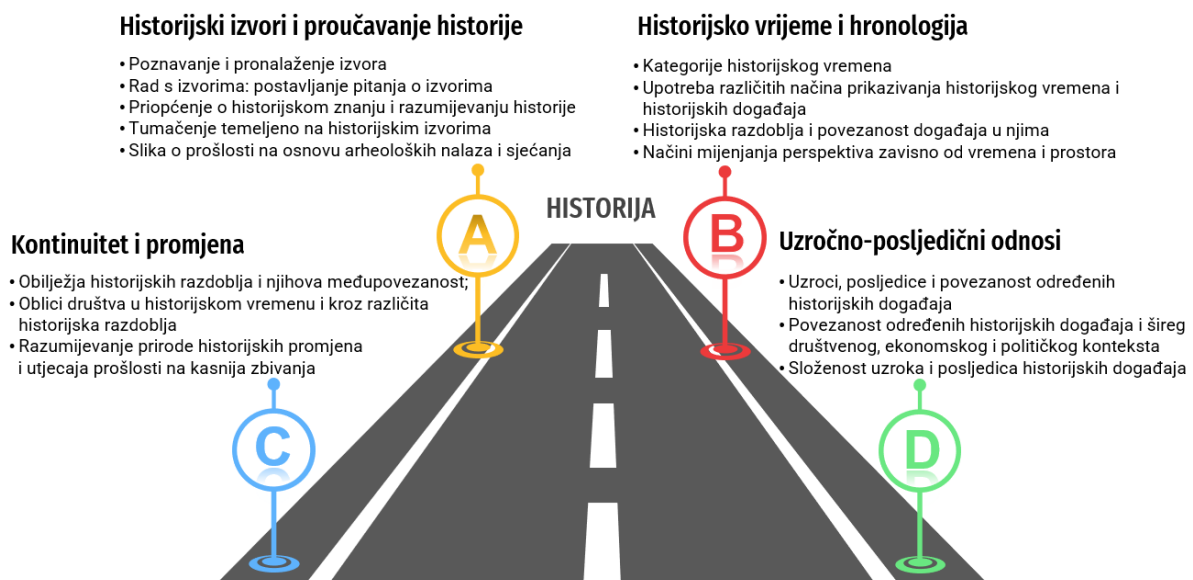 Historijski izvori i proučavanje historije
• Poznavanje i pronalaženje izvora
• Rad s izvorima: postavljanje pitanja o izvorima
• Priopćenje o historijskom znanju i razumijevanju historije
• Tumačenje temeljeno na historijskim izvorima
• Slika o prošlosti na osnovu arheoloških nalaza i sjećanja
A
Historijsko vrijeme i hronologija
• Kategorije historijskog vremena
• Upotreba različitih načina prikazivanja historijskog vremena i
historijskih događaja
• Historijska razdoblja i povezanost događaja u njima
• Načini mijenjanja perspektiva zavisno od vremena i prostora
B
HISTORIJA
Kontinuitet i promjena
• Obilježja historijskih razdoblja i njihova međupovezanost;
• Oblici društva u historijskom vremenu i kroz različita
historijska razdoblja
• Razumijevanje prirode historijskih promjena
i utjecaja prošlosti na kasnija zbivanja
C
Uzročno-posljedični odnosi
• Uzroci, posljedice i povezanost određenih
historijskih događaja
• Povezanost određenih historijskih događaja i šireg
društvenog, ekonomskog i političkog konteksta
• Složenost uzroka i posljedica historijskih događaja
D